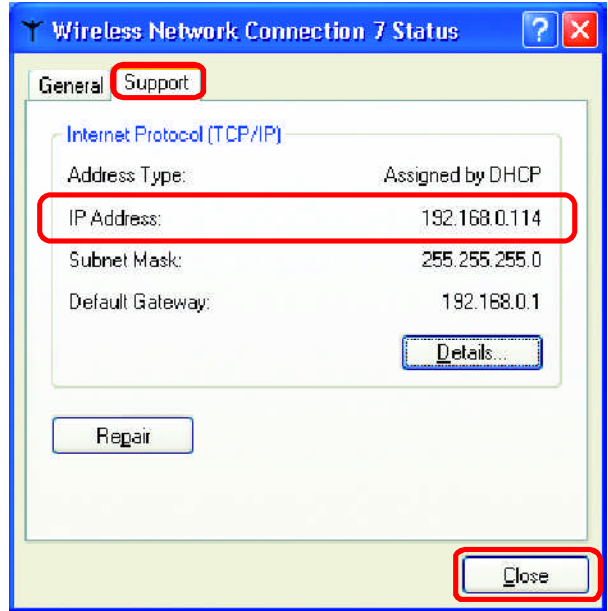 Wireless Network Connection 7 Status
General Support
Internet Protocol (TCP/IP)
Address Type: Assigned by DHCP
IP Address: 192.168.0.114
Subnet Mask: 255.255.255.0
Default Gateway: 192.168.0.1
Details...
Repair
Close